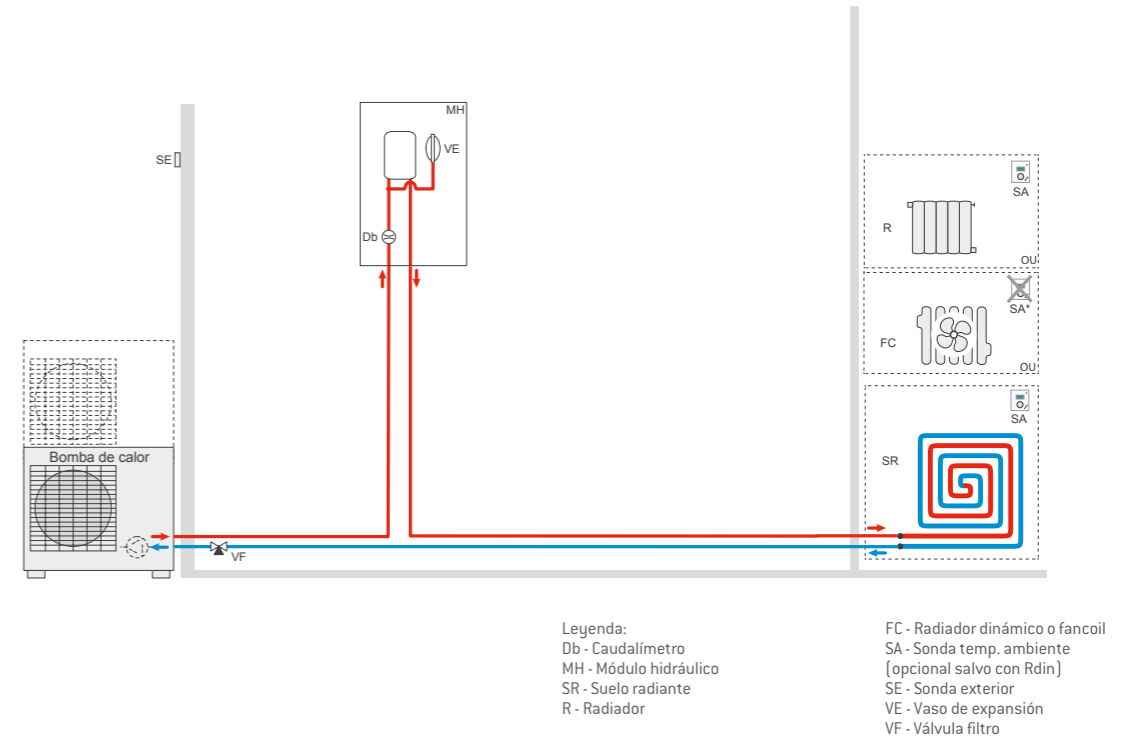 MH
VE
SE
Db
SA
R
OU
SA*
FC
OU
SA
SR
Bomba de calor
VF
Leyenda:
Db - Caudalímetro
MH - Módulo hidráulico
SR - Suelo radiante
R - Radiador
FC - Radiador dinámico o fancoil
SA - Sonda temp. ambiente
(opcional salvo con Rdin)
SE - Sonda exterior
VE - Vaso de expansión
VF - Válvula filtro